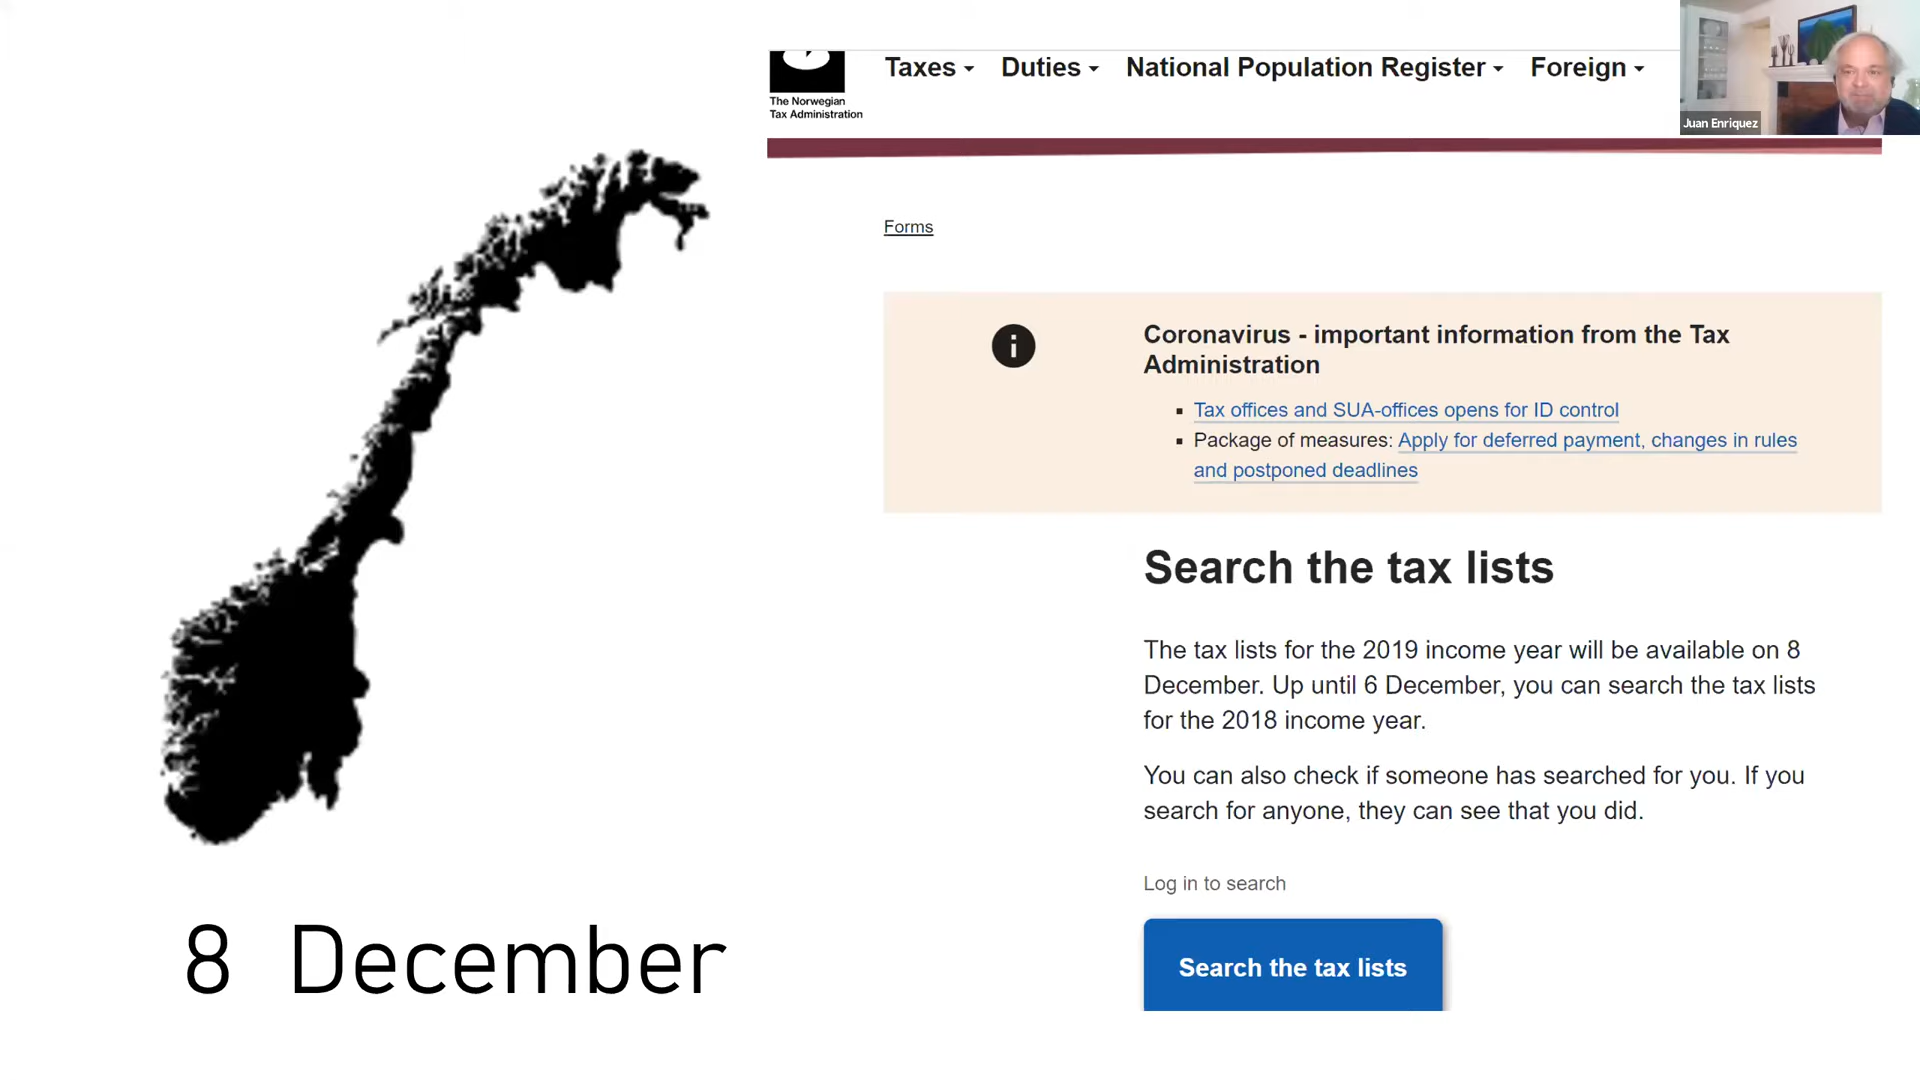 Taxes Duties National Population Register Foreign
The Norwegian
Tax Administration
Juan Enriquez
Forms
Coronavirus - important information from the Tax
Administration
Tax offices and SUA-offices opens for ID control
Package of measures: Apply for deferred payment, changes in rules
and postponed deadlines
Search the tax lists
The tax lists for the 2019 income year will be available on 8
December. Up until 6 December, you can search the tax lists
for the 2018 income year.
You can also check if someone has searched for you. If you
search for anyone, they can see that you did.
Log in to search
Search the tax lists
8 December